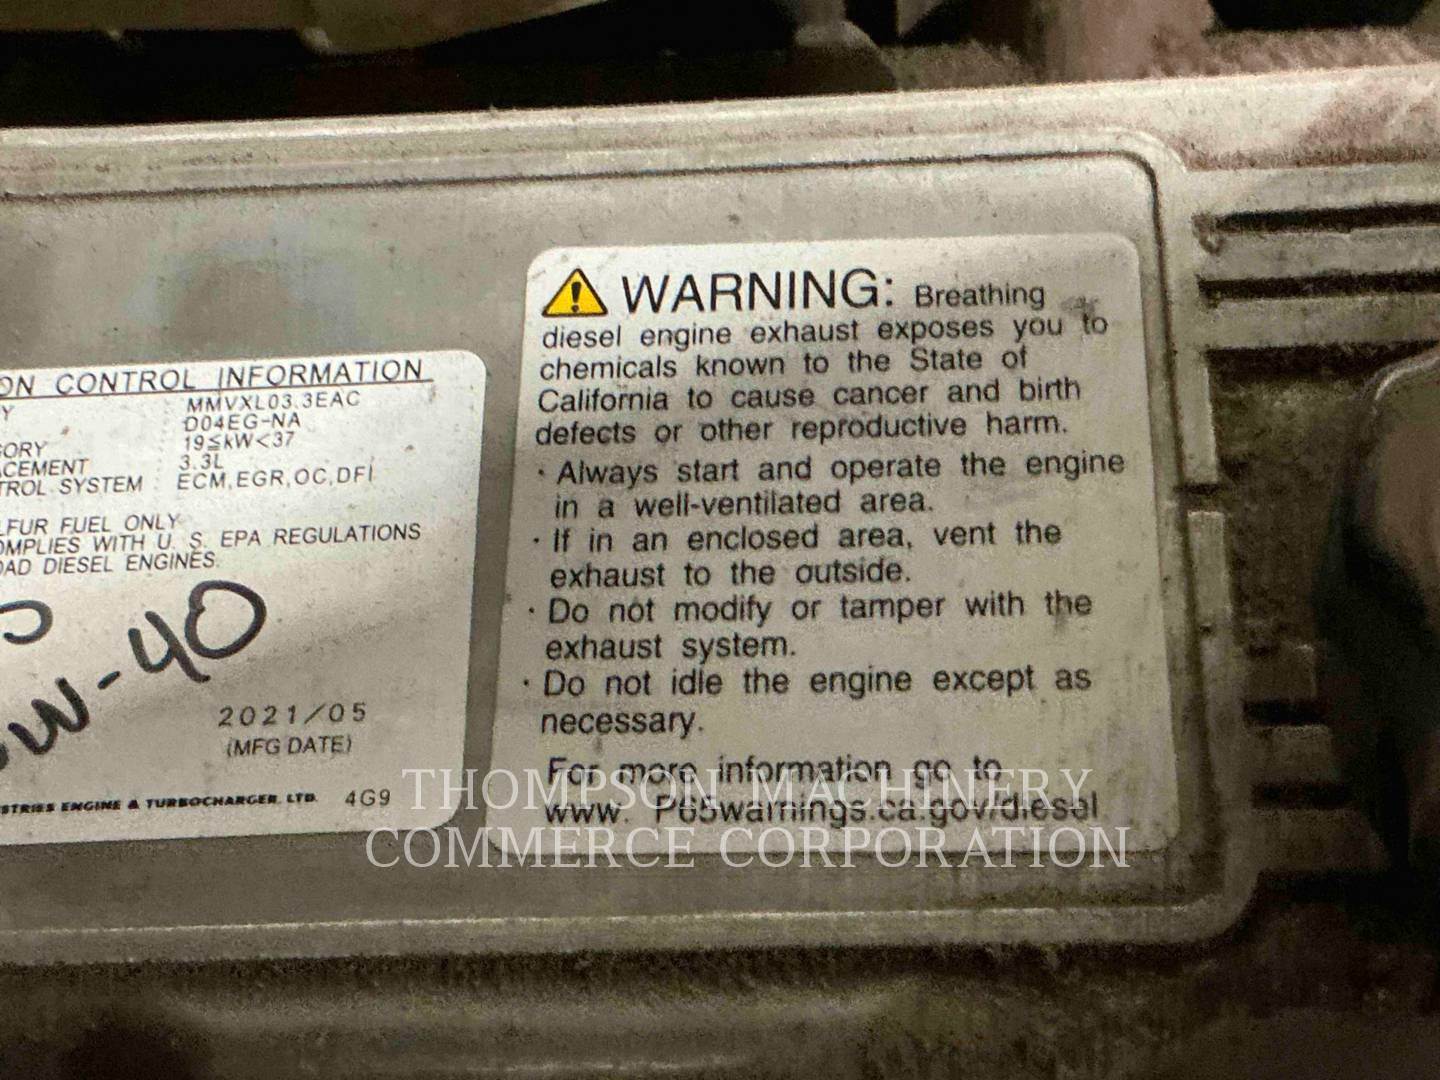 ON CONTROL INFORMATION
Y MMVXL03.3EAC
D04EG-NA
ORY 19≤kW<37
ACEMENT 3.3L
TROL SYSTEM : ECM,EGR,OC,DFI
LFUR FUEL ONLY
OMPLIES WITH U. S. EPA REGULATIONS
OAD DIESEL ENGINES.
W-40
2021/05
(MFG DATE)
STRIES ENGINE & TURBOCHARGER, LTD. 4G9
WARNING: Breathing
diesel engine exhaust exposes you to
chemicals known to the State of
California to cause cancer and birth
defects or other reproductive harm.
· Always start and operate the engine
in a well-ventilated area.
· If in an enclosed area, vent the
exhaust to the outside.
· Do not modify or tamper with the
exhaust system.
· Do not idle the engine except as
necessary.
For more information go to
www. P65warnings.ca.gov/diesel
THOMPSON MACHINERY
COMMERCE CORPORATION